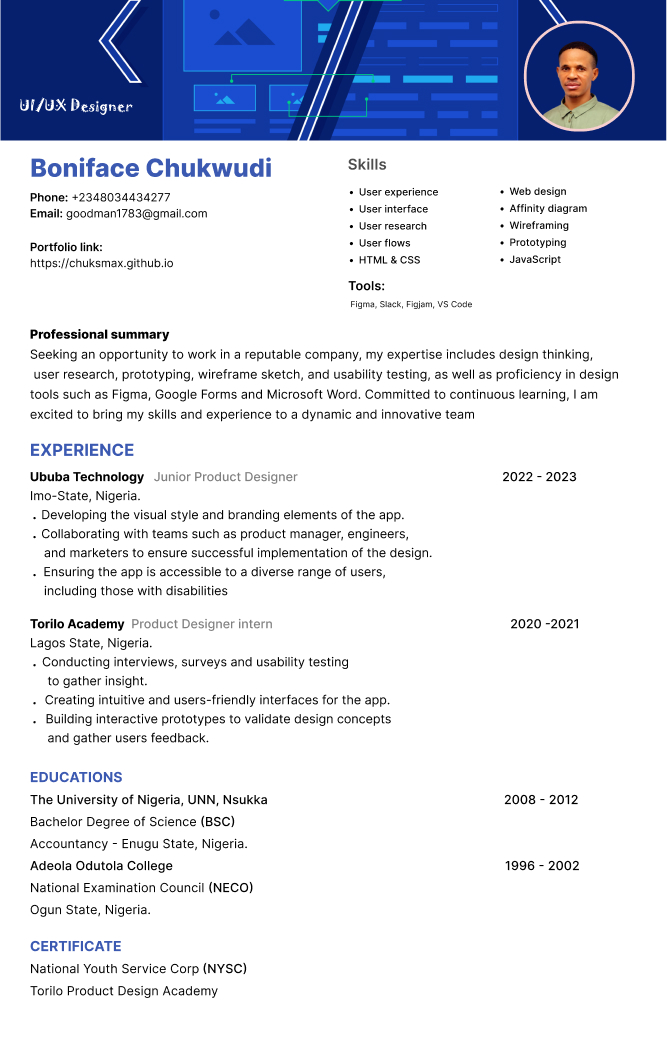 UI/UX Designer
Boniface Chukwudi
Phone: +2348034434277
Email: goodman1783@gmail.com
Portfolio link:
https://chuksmax.github.io
Skills
• User experience
• User interface
• User research
• User flows
• HTML & CSS
• Web design
• Affinity diagram
• Wireframing
• Prototyping
• JavaScript
Tools:
Figma, Slack, Figjam, VS Code
Professional summary
Seeking an opportunity to work in a reputable company, my expertise includes design thinking,
user research, prototyping, wireframe sketch, and usability testing, as well as proficiency in design
tools such as Figma, Google Forms and Microsoft Word. Committed to continuous learning, I am
excited to bring my skills and experience to a dynamic and innovative team
EXPERIENCE
Ububa Technology Junior Product Designer 2022 - 2023
Imo-State, Nigeria.
. Developing the visual style and branding elements of the app.
. Collaborating with teams such as product manager, engineers,
and marketers to ensure successful implementation of the design.
. Ensuring the app is accessible to a diverse range of users,
including those with disabilities
Torilo Academy Product Designer intern 2020 -2021
Lagos State, Nigeria.
. Conducting interviews, surveys and usability testing
to gather insight.
. Creating intuitive and users-friendly interfaces for the app.
. Building interactive prototypes to validate design concepts
and gather users feedback.
EDUCATIONS
The University of Nigeria, UNN, Nsukka 2008 - 2012
Bachelor Degree of Science (BSC)
Accountancy - Enugu State, Nigeria.
Adeola Odutola College 1996 - 2002
National Examination Council (NECO)
Ogun State, Nigeria.
CERTIFICATE
National Youth Service Corp (NYSC)
Torilo Product Design Academy